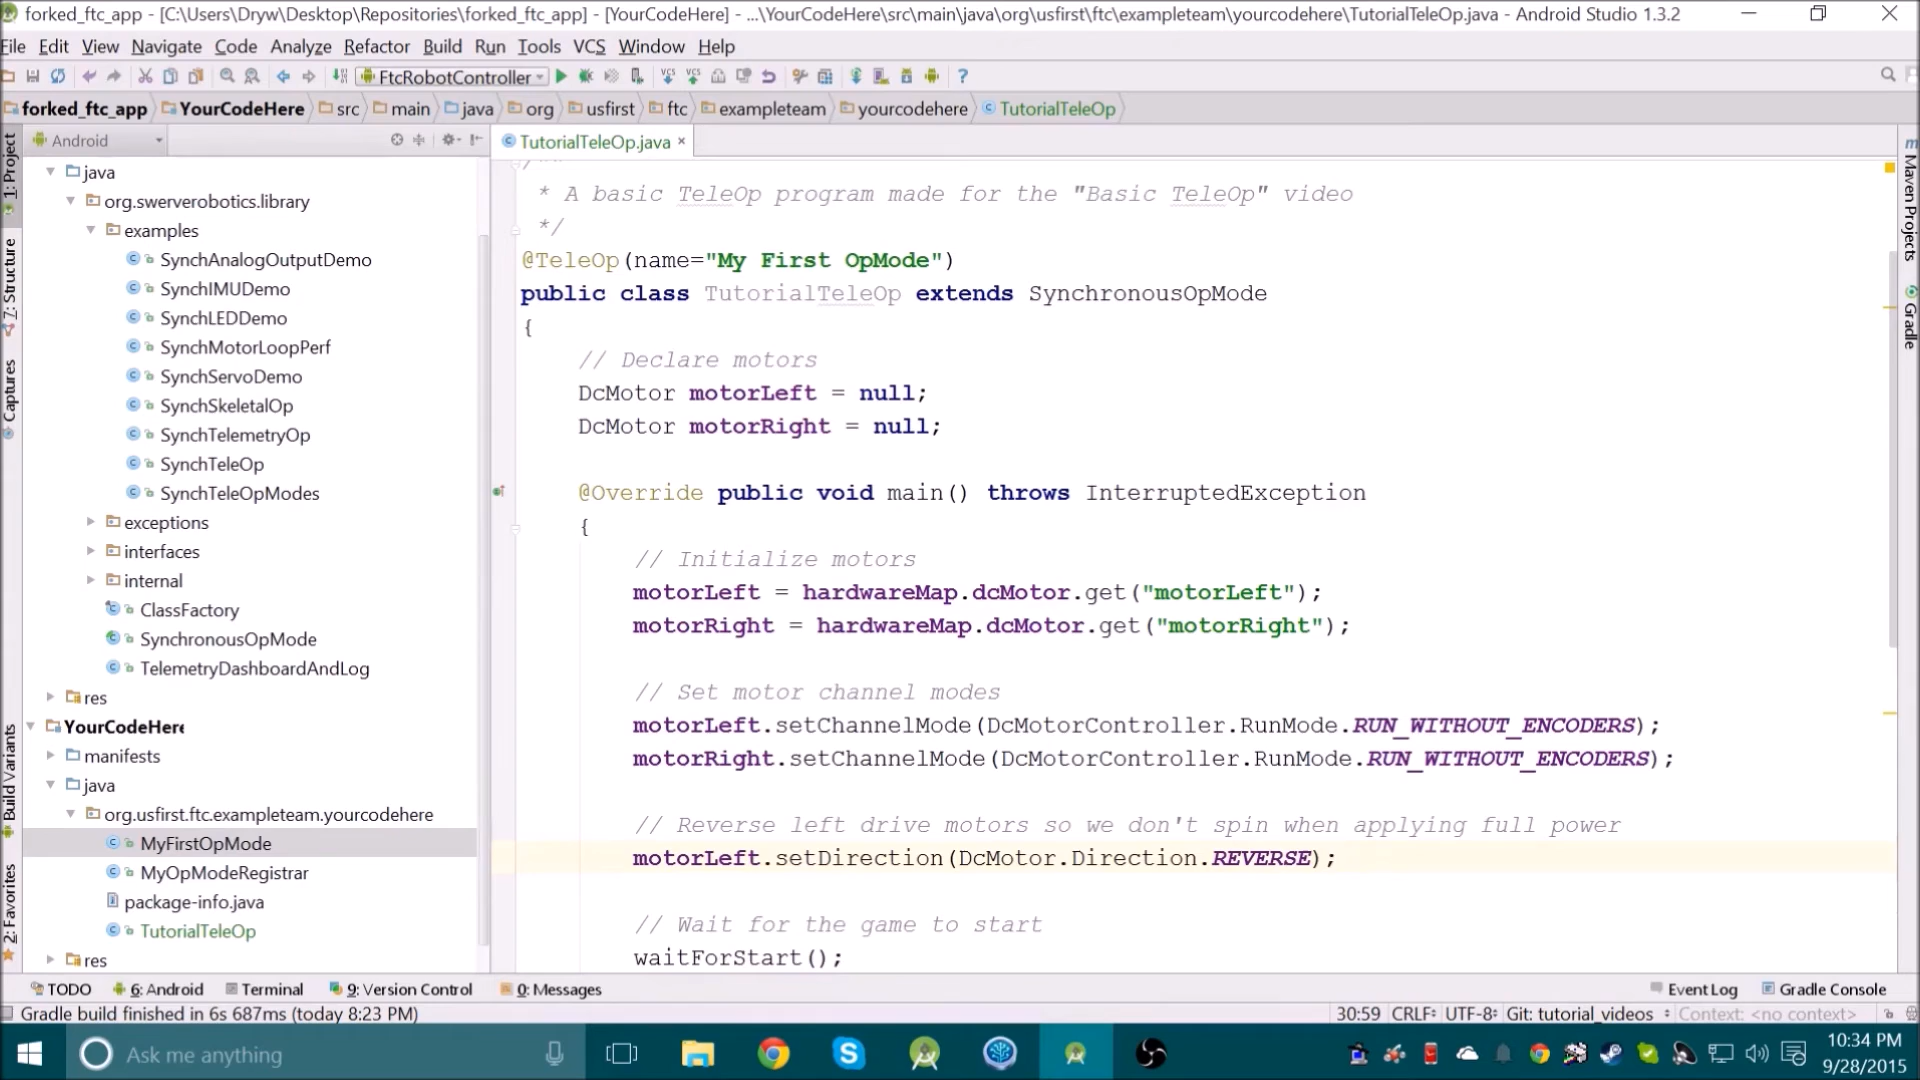 forked_ftc_app - [C:\Users\Dryw\Desktop\Repositories\forked_ftc_app] - [YourCodeHere] - ...\YourCodeHere\src\main\java\org\usfirst\ftc\exampleteam\yourcodehere\TutorialTeleOp.java - Android Studio 1.3.2
File Edit View Navigate Code Analyze Refactor Build Run Tools VCS Window Help
FtcRobotController
forked_ftc_app YourCodeHere src main java org usfirst ftc exampleteam yourcodehere TutorialTeleOp
Android
TutorialTeleOp.java
1: Project
7: Structure
Captures
Build Variants
2: Favorites
java
org.swerverobotics.library
examples
SynchAnalogOutputDemo
SynchIMUDemo
SynchLEDDemo
SynchMotorLoopPerf
SynchServoDemo
SynchSkeletalOp
SynchTelemetryOp
SynchTeleOp
SynchTeleOpModes
exceptions
interfaces
internal
ClassFactory
SynchronousOpMode
TelemetryDashboardAndLog
res
YourCodeHere
manifests
java
org.usfirst.ftc.exampleteam.yourcodehere
MyFirstOpMode
MyOpModeRegistrar
package-info.java
TutorialTeleOp
res
* A basic TeleOp program made for the "Basic TeleOp" video
*/
@TeleOp(name="My First OpMode")
public class TutorialTeleOp extends SynchronousOpMode
{
// Declare motors
DcMotor motorLeft = null;
DcMotor motorRight = null;
@Override public void main() throws InterruptedException
{
// Initialize motors
motorLeft = hardwareMap.dcMotor.get("motorLeft");
motorRight = hardwareMap.dcMotor.get("motorRight");
// Set motor channel modes
motorLeft.setChannelMode(DcMotorController.RunMode.RUN_WITHOUT_ENCODERS);
motorRight.setChannelMode(DcMotorController.RunMode.RUN_WITHOUT_ENCODERS);
// Reverse left drive motors so we don't spin when applying full power
motorLeft.setDirection(DcMotor.Direction.REVERSE);
// Wait for the game to start
waitForStart();
Maven Projects
Gradle
TODO 6: Android Terminal 9: Version Control 0: Messages Event Log Gradle Console
Gradle build finished in 6s 687ms (today 8:23 PM) 30:59 CRLF UTF-8 Git: tutorial_videos Context: <no context>
Ask me anything
10:34 PM
9/28/2015